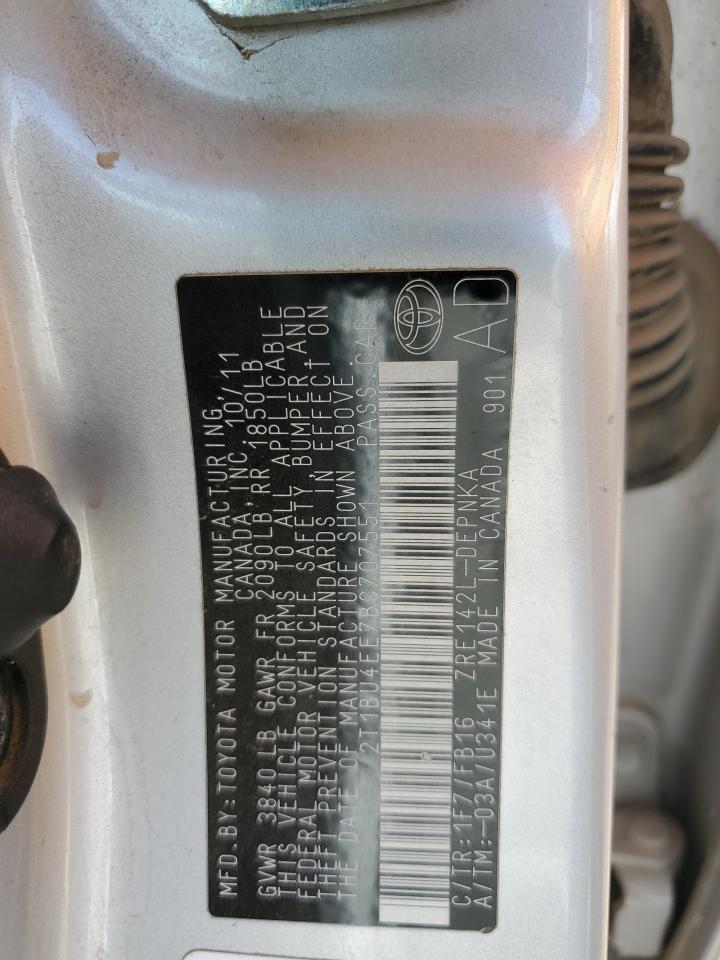 MFD.BY:TOYOTA MOTOR MANUFACTURING,
CANADA, INC. 10/11
GVWR 3840 LB GAWR FR 2090LB RR 1850LB
THIS VEHICLE CONFORMS TO ALL APPLICABLE
FEDERAL MOTOR VEHICLE SAFETY, BUMPER, AND
THEFT PREVENTION STANDARDS IN EFFECT ON
THE DATE OF MANUFACTURE SHOWN ABOVE.
2T1BU4EE7BC707551 PASS.CAR
C/TR:1F7/FB16 ZRE142L-DEPNKA
A/TM:-03A/U341E MADE IN CANADA 901
AD